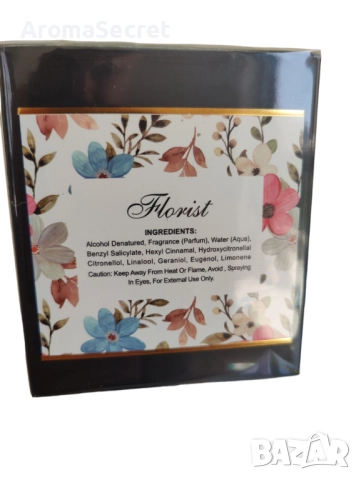 AromaSecret
Florist
INGREDIENTS:
Alcohol Denatured, Fragrance (Parfum), Water (Aqua),
Benzyl Salicylate, Hexyl Cinnemal, Hydroxycitronellal
Citronellol, Linalool, Geraniol, Eugenol, Limonene
Caution: Keep Away From Heat Or Flame, Avoid , Spraying
In Eyes, For External Use Only.
BAZAR